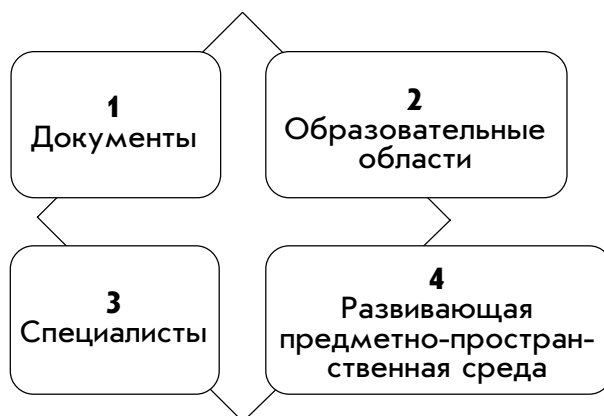 1
Документы
2
Образовательные
области
3
Специалисты
4
Развивающая
предметно-простран-
ственная среда